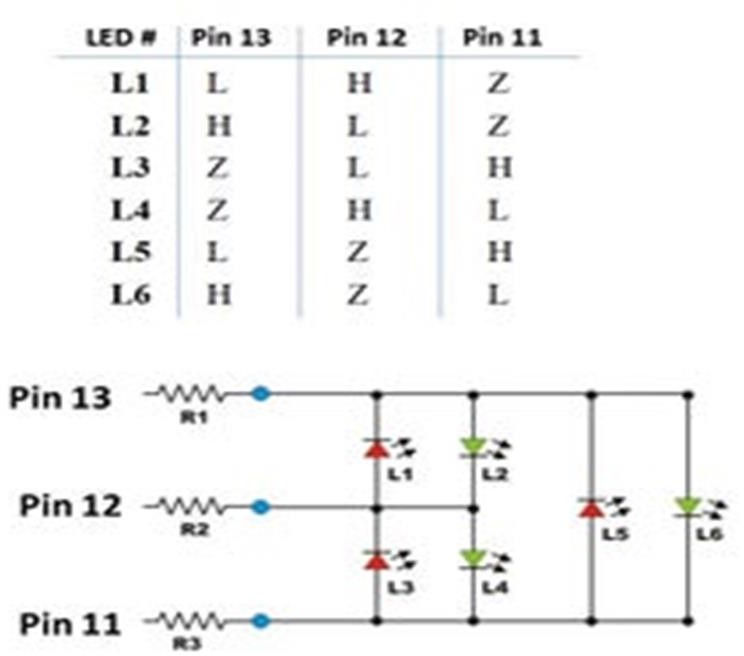 LED # Pin 13 Pin 12 Pin 11
L1 L H Z
L2 H L Z
L3 Z L H
L4 Z H L
L5 L Z H
L6 H Z L
Pin 13
R1
L1 L2
Pin 12
R2
L5 L6
L3 L4
Pin 11
R3